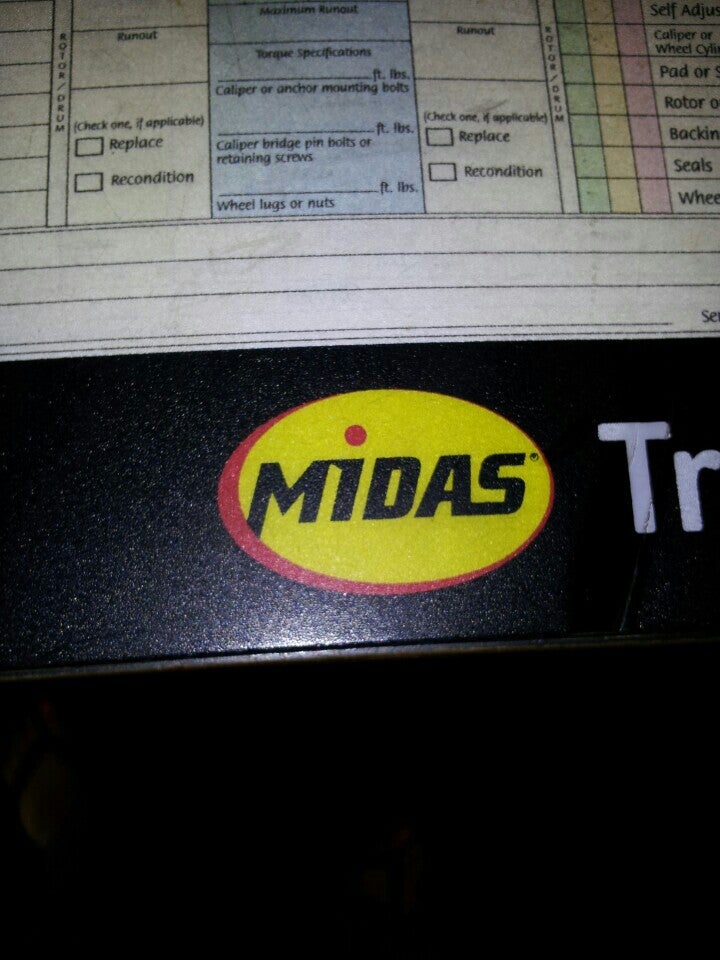 Maximum Runout
Runout
Runout
Torque Specifications
ft. lbs.
Caliper or anchor mounting bolts
ft. lbs.
Caliper bridge pin bolts or
retaining screws
ft. lbs.
Wheel lugs or nuts
ROTOR/DRUM
(Check one, if applicable)
Replace
Recondition
(Check one, if applicable)
Replace
Recondition
ROTOR/DRUM
Self Adjus
Caliper or
Wheel Cylin
Pad or S
Rotor o
Backin
Seals
Whee
Ser
MiDAS®
Tr